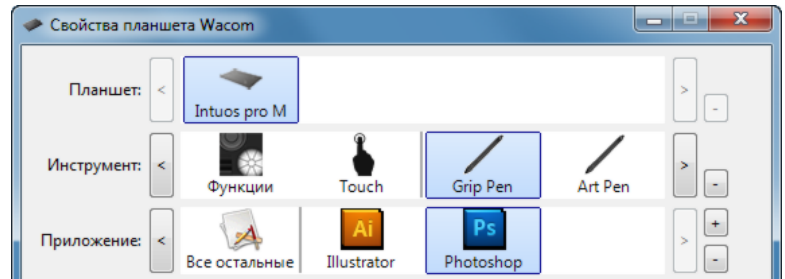 Свойства планшета Wacom
Планшет: < Intuos pro M > -
Инструмент: < Функции Touch Grip Pen Art Pen > -
Приложение: < Все остальные Ai Illustrator Ps Photoshop > + -